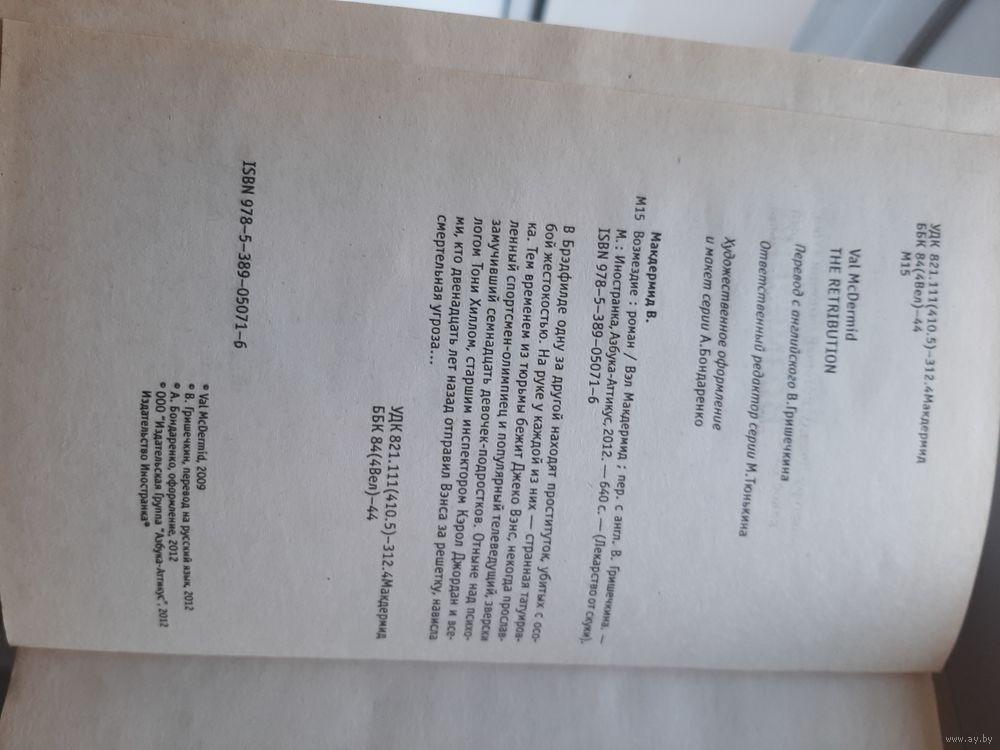 УДК 821.111(410.5)–312.4Макдермид
ББК 84(4Вел)–44
М15
Val McDermid
THE RETRIBUTION
Перевод с английского В.Гришечкина
Ответственный редактор серии М.Тюнькина
Художественное оформление
и макет серии А.Бондаренко
Макдермид В.
М15 Возмездие : роман / Вэл Макдермид ; пер. с англ. В. Гришечкина. —
М. : Иностранка, Азбука-Аттикус, 2012. — 640 с. — (Лекарство от скуки).
ISBN 978–5–389–05071–6
В Брэдфилде одну за другой находят проституток, убитых с осо-
бой жестокостью. На руке у каждой из них — странная татуиров-
ка. Тем временем из тюрьмы бежит Джеко Вэнс, некогда прослав-
ленный спортсмен-олимпиец и популярный телеведущий, зверски
замучивший семнадцать девочек-подростков. Отныне над психо-
логом Тони Хиллом, старшим инспектором Кэрол Джордан и все-
ми, кто двенадцать лет назад отправил Вэнса за решетку, нависла
смертельная угроза...
УДК 821.111(410.5)–312.4Макдермид
ББК 84(4Вел)–44
ISBN 978–5–389–05071–6
© Val McDermid, 2009
© В. Гришечкин, перевод на русский язык, 2012
© А. Бондаренко, оформление, 2012
© ООО "Издательская Группа "Азбука-Аттикус", 2012
Издательство Иностранка®
www.ay.by